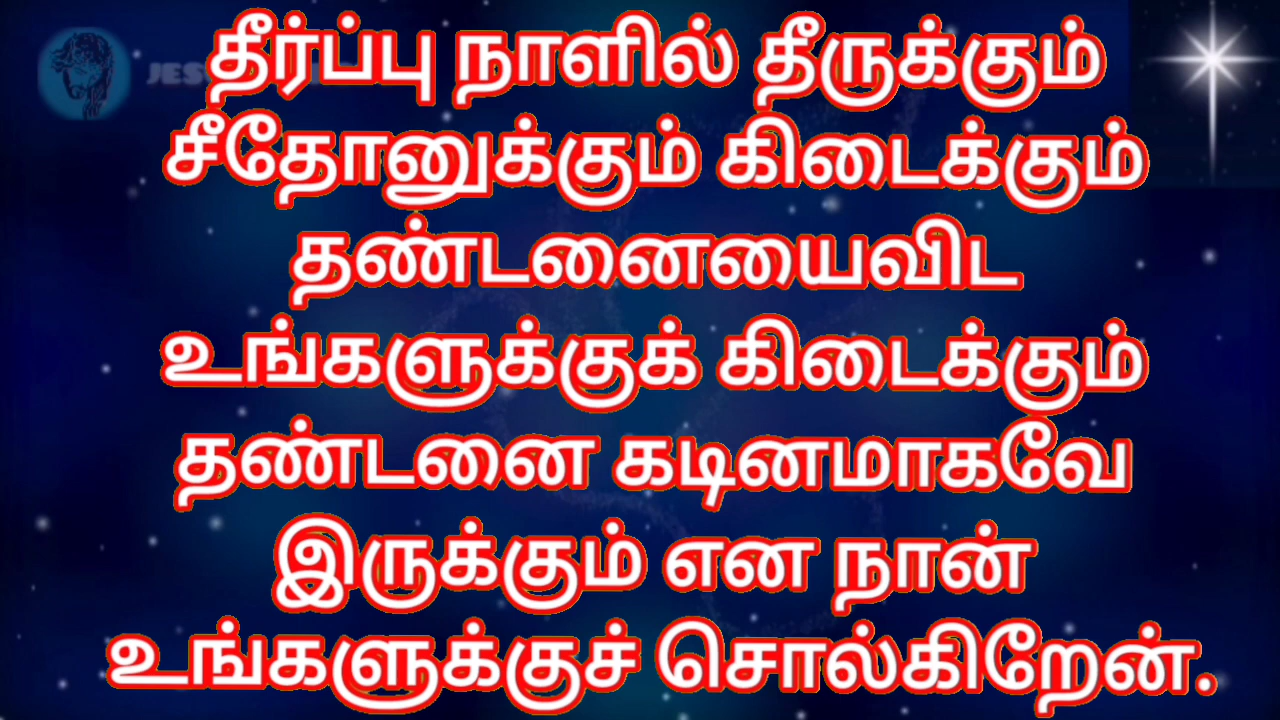 தீர்ப்பு நாளில் தீருக்கும்
சீதோனுக்கும் கிடைக்கும்
தண்டனையைவிட
உங்களுக்குக் கிடைக்கும்
தண்டனை கடினமாகவே
இருக்கும் என நான்
உங்களுக்குச் சொல்கிறேன்.